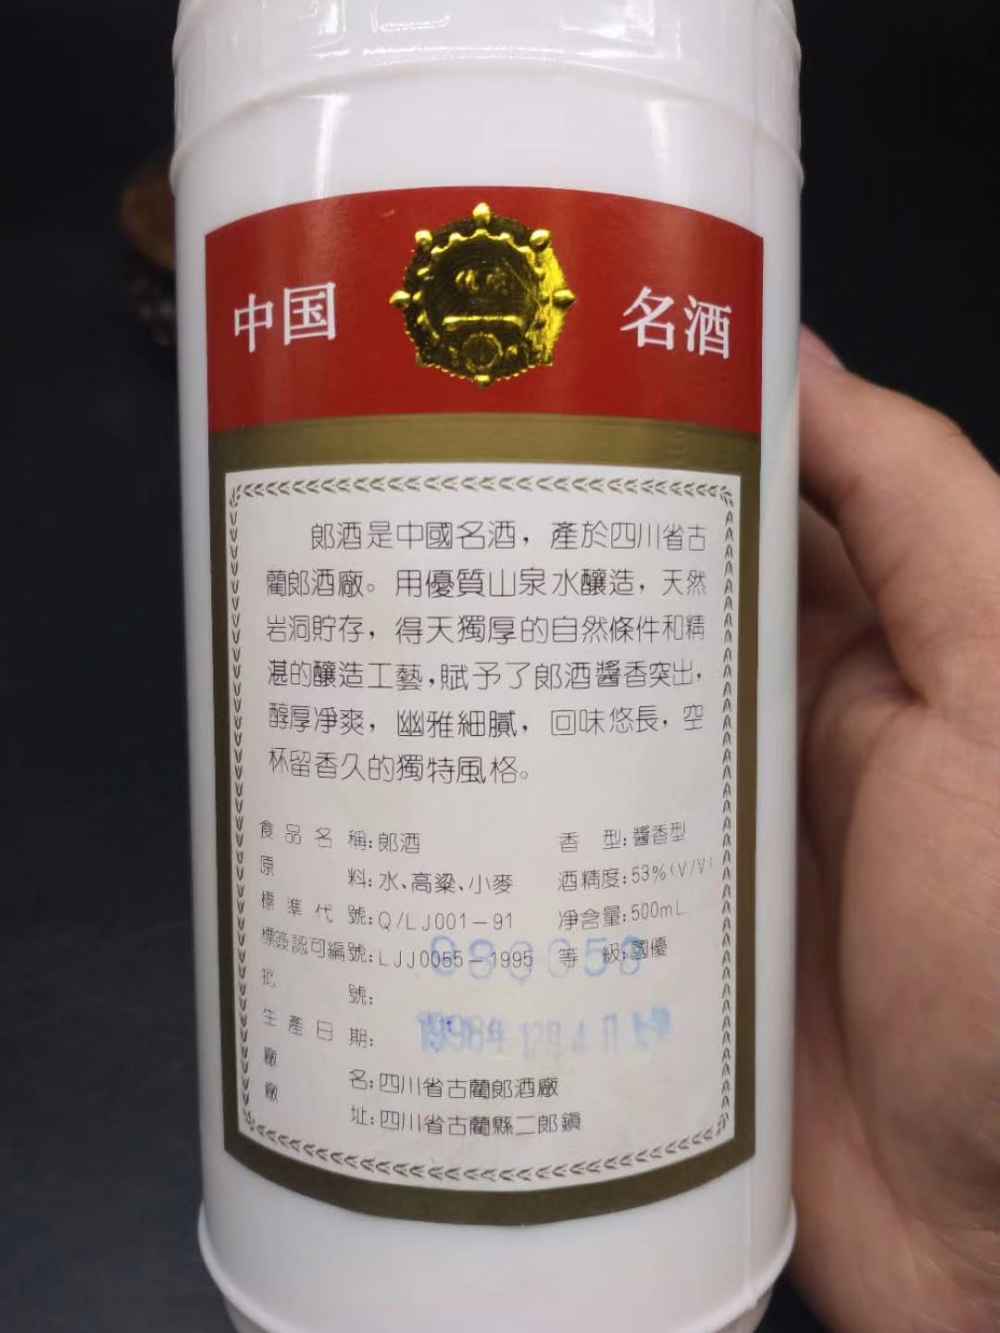 中国 名酒
郎酒是中國名酒，產於四川省古
藺郎酒廠。用優質山泉水釀造，天然
岩洞貯存，得天獨厚的自然條件和精
湛的釀造工藝，賦予了郎酒醬香突出，
醇厚凈爽，幽雅細膩，回味悠長，空
杯留香久的獨特風格。
食品名稱：郎酒 香型：醬香型
原料：水、高粱、小麥 酒精度：53%(V/V)
標準代號：Q/LJ001－91 凈含量：500mL
標簽認可編號：LJJ0055－1995 等級：國優
批號：
生產日期：
廠名：四川省古藺郎酒廠
廠址：四川省古藺縣二郎鎮